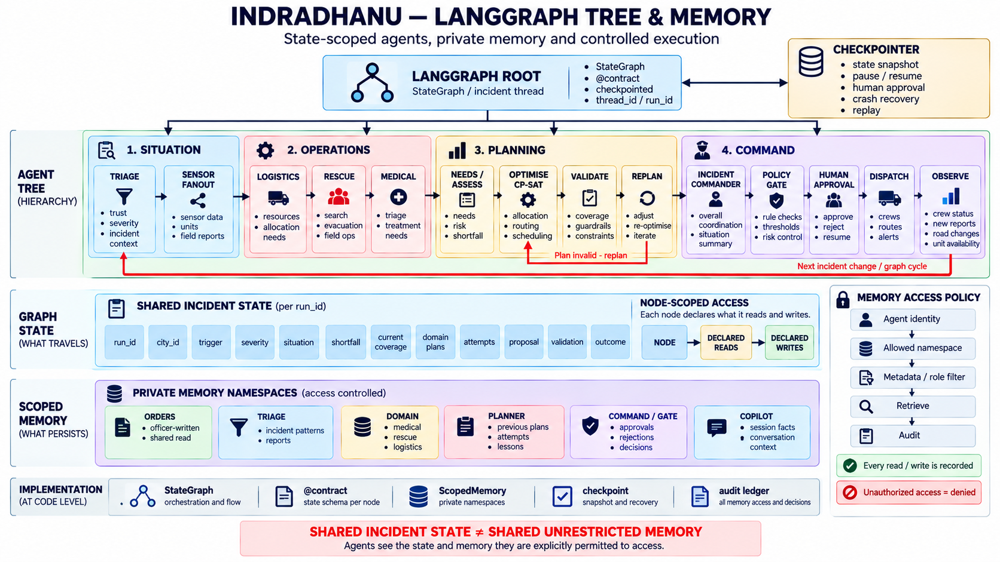 INDRADHANU — LANGGRAPH TREE & MEMORY
State-scoped agents, private memory and controlled execution
LANGGRAPH ROOT
StateGraph / incident thread
• StateGraph
• @contract
• checkpointed
• thread_id / run_id
CHECKPOINTER
• state snapshot
• pause / resume
• human approval
• crash recovery
• replay
AGENT
TREE
(HIERARCHY)
1. SITUATION
TRIAGE
• trust
• severity
• incident
context
SENSOR
FANOUT
• sensor data
• units
• field reports
2. OPERATIONS
LOGISTICS
• resources
• allocation
needs
RESCUE
• search
• evacuation
• field ops
MEDICAL
• triage
• treatment
needs
3. PLANNING
NEEDS /
ASSESS
• needs
• risk
• shortfall
OPTIMISE
CP-SAT
• allocation
• routing
• scheduling
VALIDATE
• coverage
• guardrails
• constraints
REPLAN
• adjust
• re-optimise
• iterate
Plan invalid - replan
4. COMMAND
INCIDENT
COMMANDER
• overall
coordination
• situation
summary
POLICY
GATE
• rule checks
• thresholds
• risk control
HUMAN
APPROVAL
• approve
• reject
• resume
DISPATCH
• crews
• routes
• alerts
OBSERVE
• crew status
• new reports
• road changes
• unit availability
Next incident change / graph cycle
GRAPH
STATE
(WHAT TRAVELS)
SHARED INCIDENT STATE (per run_id)
run_id
city_id
trigger
severity
situation
shortfall
current
coverage
domain
plans
attempts
proposal
validation
outcome
NODE-SCOPED ACCESS
Each node declares what it reads and writes.
NODE
DECLARED
READS
DECLARED
WRITES
MEMORY ACCESS POLICY
Agent identity
Allowed namespace
Metadata / role filter
Retrieve
Audit
Every read / write is recorded
Unauthorized access = denied
SCOPED
MEMORY
(WHAT PERSISTS)
PRIVATE MEMORY NAMESPACES (access controlled)
ORDERS
• officer-written
• shared read
TRIAGE
• incident patterns
• reports
DOMAIN
• medical
• rescue
• logistics
PLANNER
• previous plans
• attempts
• lessons
COMMAND / GATE
• approvals
• rejections
• decisions
COPILOT
• session facts
• conversation
context
IMPLEMENTATION
(AT CODE LEVEL)
StateGraph
orchestration and flow
@contract
state schema per node
ScopedMemory
private namespaces
checkpoint
snapshot and recovery
audit ledger
all memory access and decisions
SHARED INCIDENT STATE ≠ SHARED UNRESTRICTED MEMORY
Agents see the state and memory they are explicitly permitted to access.